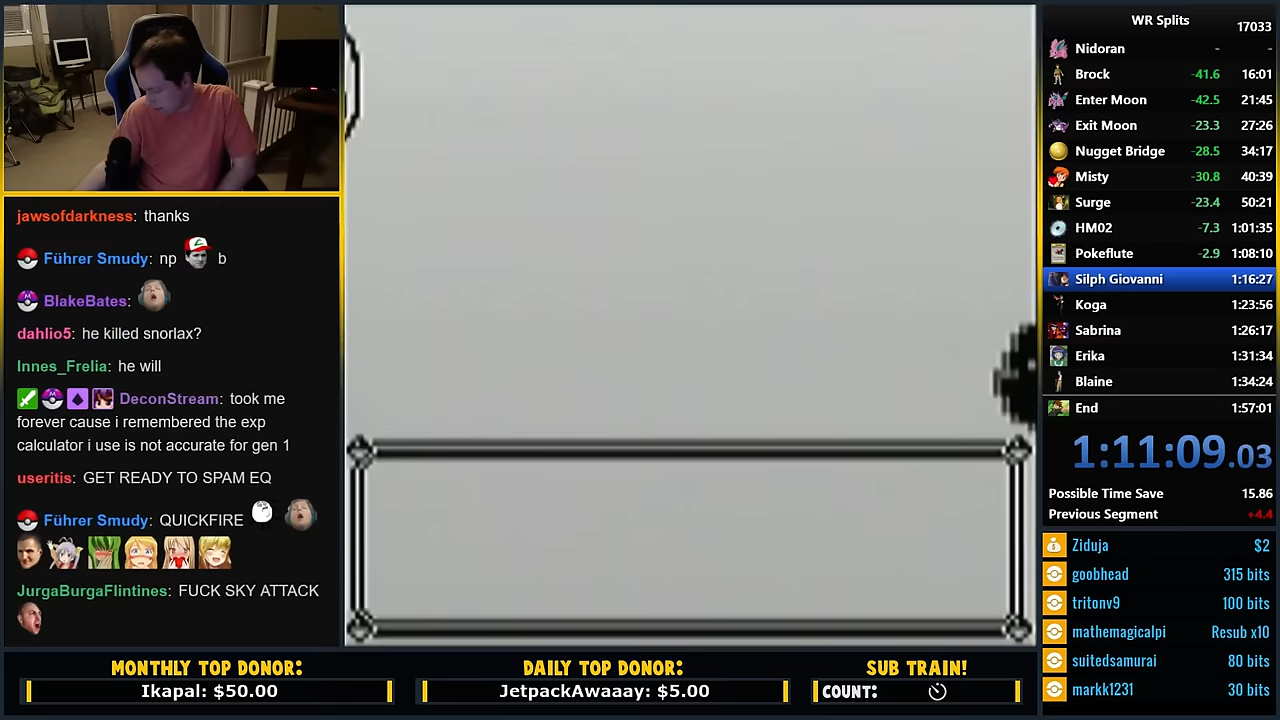 jawsofdarkness: thanks
Führer Smudy: np b
BlakeBates:
dahlio5: he killed snorlax?
Innes_Frelia: he will
DeconStream: took me
forever cause i remembered the exp
calculator i use is not accurate for gen 1
useritis: GET READY TO SPAM EQ
Führer Smudy: QUICKFIRE
JurgaBurgaFlintines: FUCK SKY ATTACK
WR Splits 17033
Nidoran - -
Brock -41.6 16:01
Enter Moon -42.5 21:45
Exit Moon -23.3 27:26
Nugget Bridge -28.5 34:17
Misty -30.8 40:39
Surge -23.4 50:21
HM02 -7.3 1:01:35
Pokeflute -2.9 1:08:10
Silph Giovanni 1:16:27
Koga 1:23:56
Sabrina 1:26:17
Erika 1:31:34
Blaine 1:34:24
End 1:57:01
1:11:09.03
Possible Time Save 15.86
Previous Segment +4.4
Ziduja $2
goobhead 315 bits
tritonv9 100 bits
mathemagicalpi Resub x10
suitedsamurai 80 bits
markk1231 30 bits
MONTHLY TOP DONOR:
Ikapal: $50.00
DAILY TOP DONOR:
JetpackAwaaay: $5.00
SUB TRAIN!
COUNT: